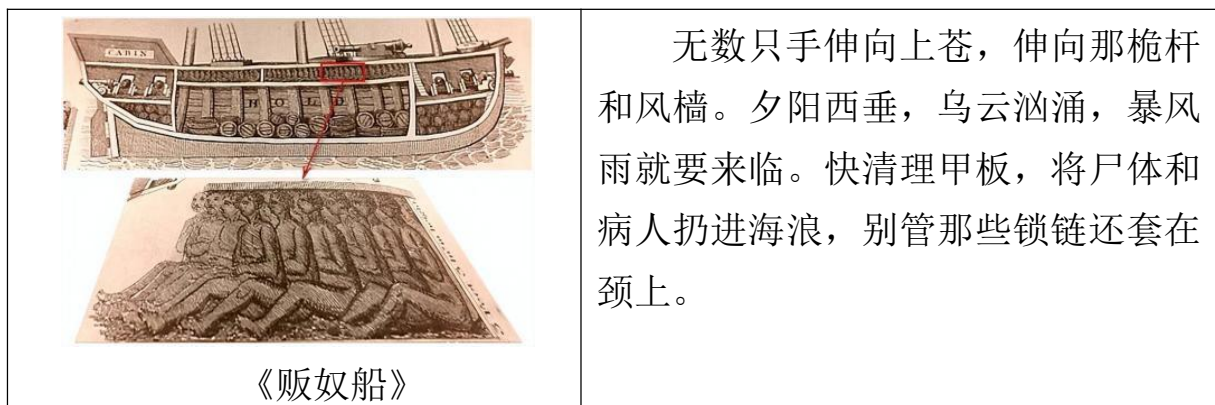 CABIN
HOLD
《贩奴船》
无数只手伸向上苍，伸向那桅杆
和风樯。夕阳西垂，乌云汹涌，暴风
雨就要来临。快清理甲板，将尸体和
病人扔进海浪，别管那些锁链还套在
颈上。